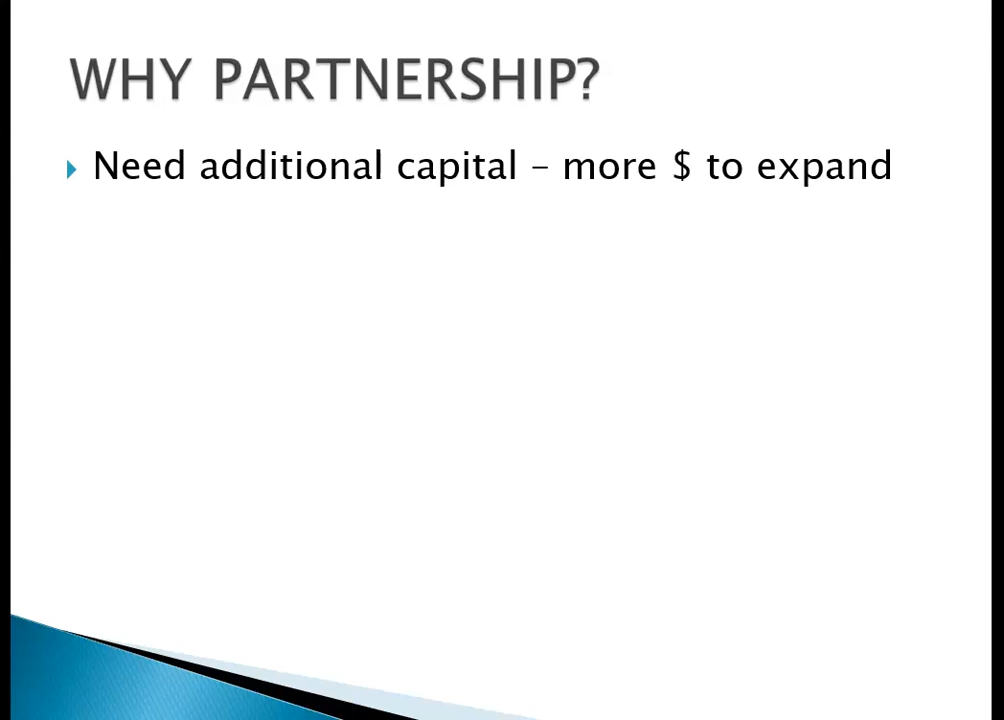 WHY PARTNERSHIP?
Need additional capital – more $ to expand